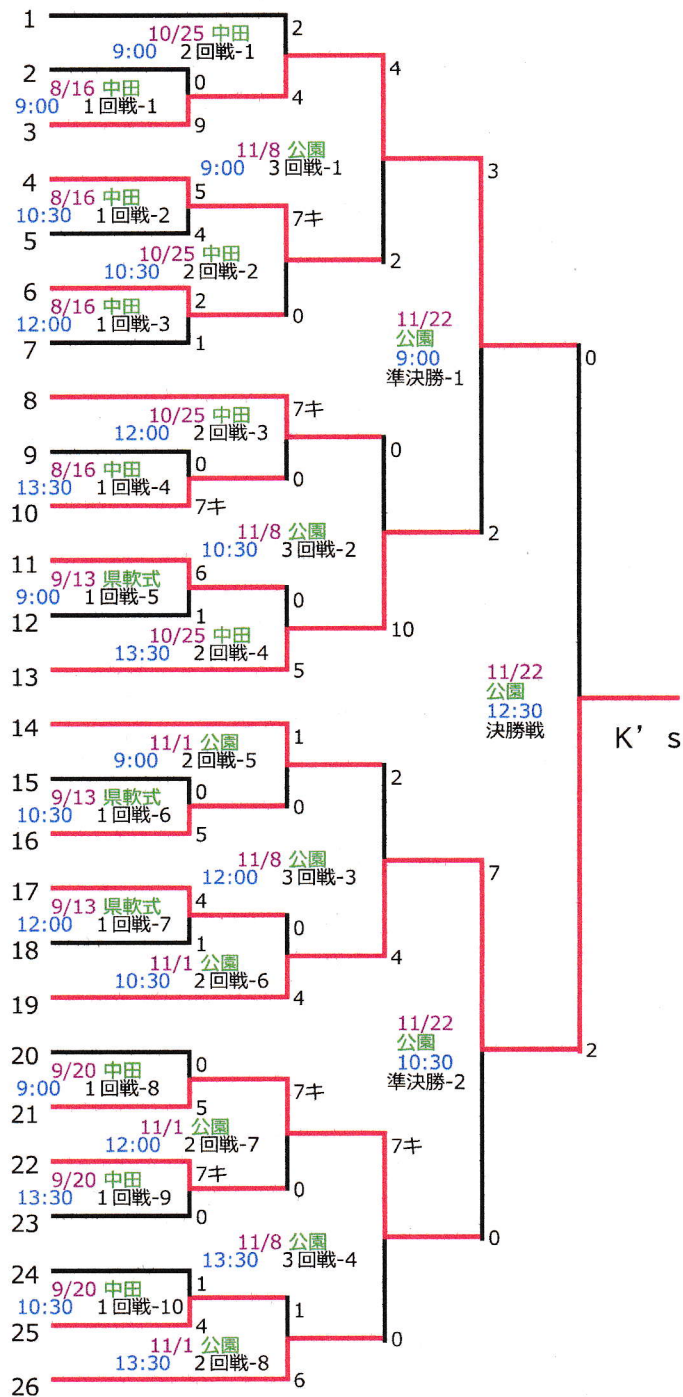 1
10/25 中田
2
9:00 2回戦-1
2
4
8/16 中田
0
9:00 1回戦-1
4
3
9
11/8 公園
3
9:00 3回戦-1
4
8/16 中田
5
10:30 1回戦-2
7キ
5
4
10/25 中田
10:30 2回戦-2
2
6
8/16 中田
2
0
12:00 1回戦-3
7
1
11/22
公園
9:00
準決勝-1
0
8
7キ
10/25 中田
12:00 2回戦-3
0
9
8/16 中田
0
0
13:30 1回戦-4
10
7キ
11/8 公園
10:30 3回戦-2
2
11
9/13 県軟式
6
9:00 1回戦-5
0
12
1
10/25 中田
10
13:30 2回戦-4
13
5
11/22
公園
12:30
決勝戦
K’s
14
11/1 公園
1
9:00 2回戦-5
2
15
9/13 県軟式
0
10:30 1回戦-6
0
16
5
11/8 公園
12:00 3回戦-3
7
17
9/13 県軟式
4
12:00 1回戦-7
0
18
1
11/1 公園
4
10:30 2回戦-6
19
4
11/22
公園
10:30
準決勝-2
2
20
9/20 中田
0
9:00 1回戦-8
7キ
21
5
11/1 公園
12:00 2回戦-7
7キ
22
9/20 中田
7キ
13:30 1回戦-9
0
23
0
11/8 公園
13:30 3回戦-4
0
24
9/20 中田
1
10:30 1回戦-10
1
25
4
11/1 公園
0
13:30 2回戦-8
26
6